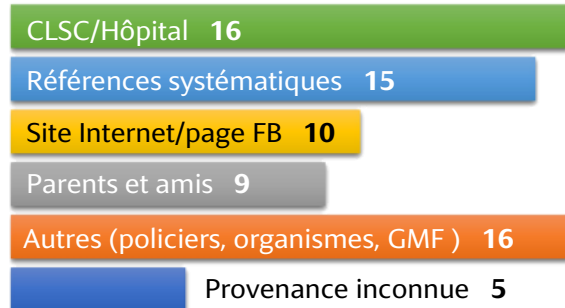 CLSC/Hôpital 16
Références systématiques 15
Site Internet/page FB 10
Parents et amis 9
Autres (policiers, organismes, GMF ) 16
Provenance inconnue 5